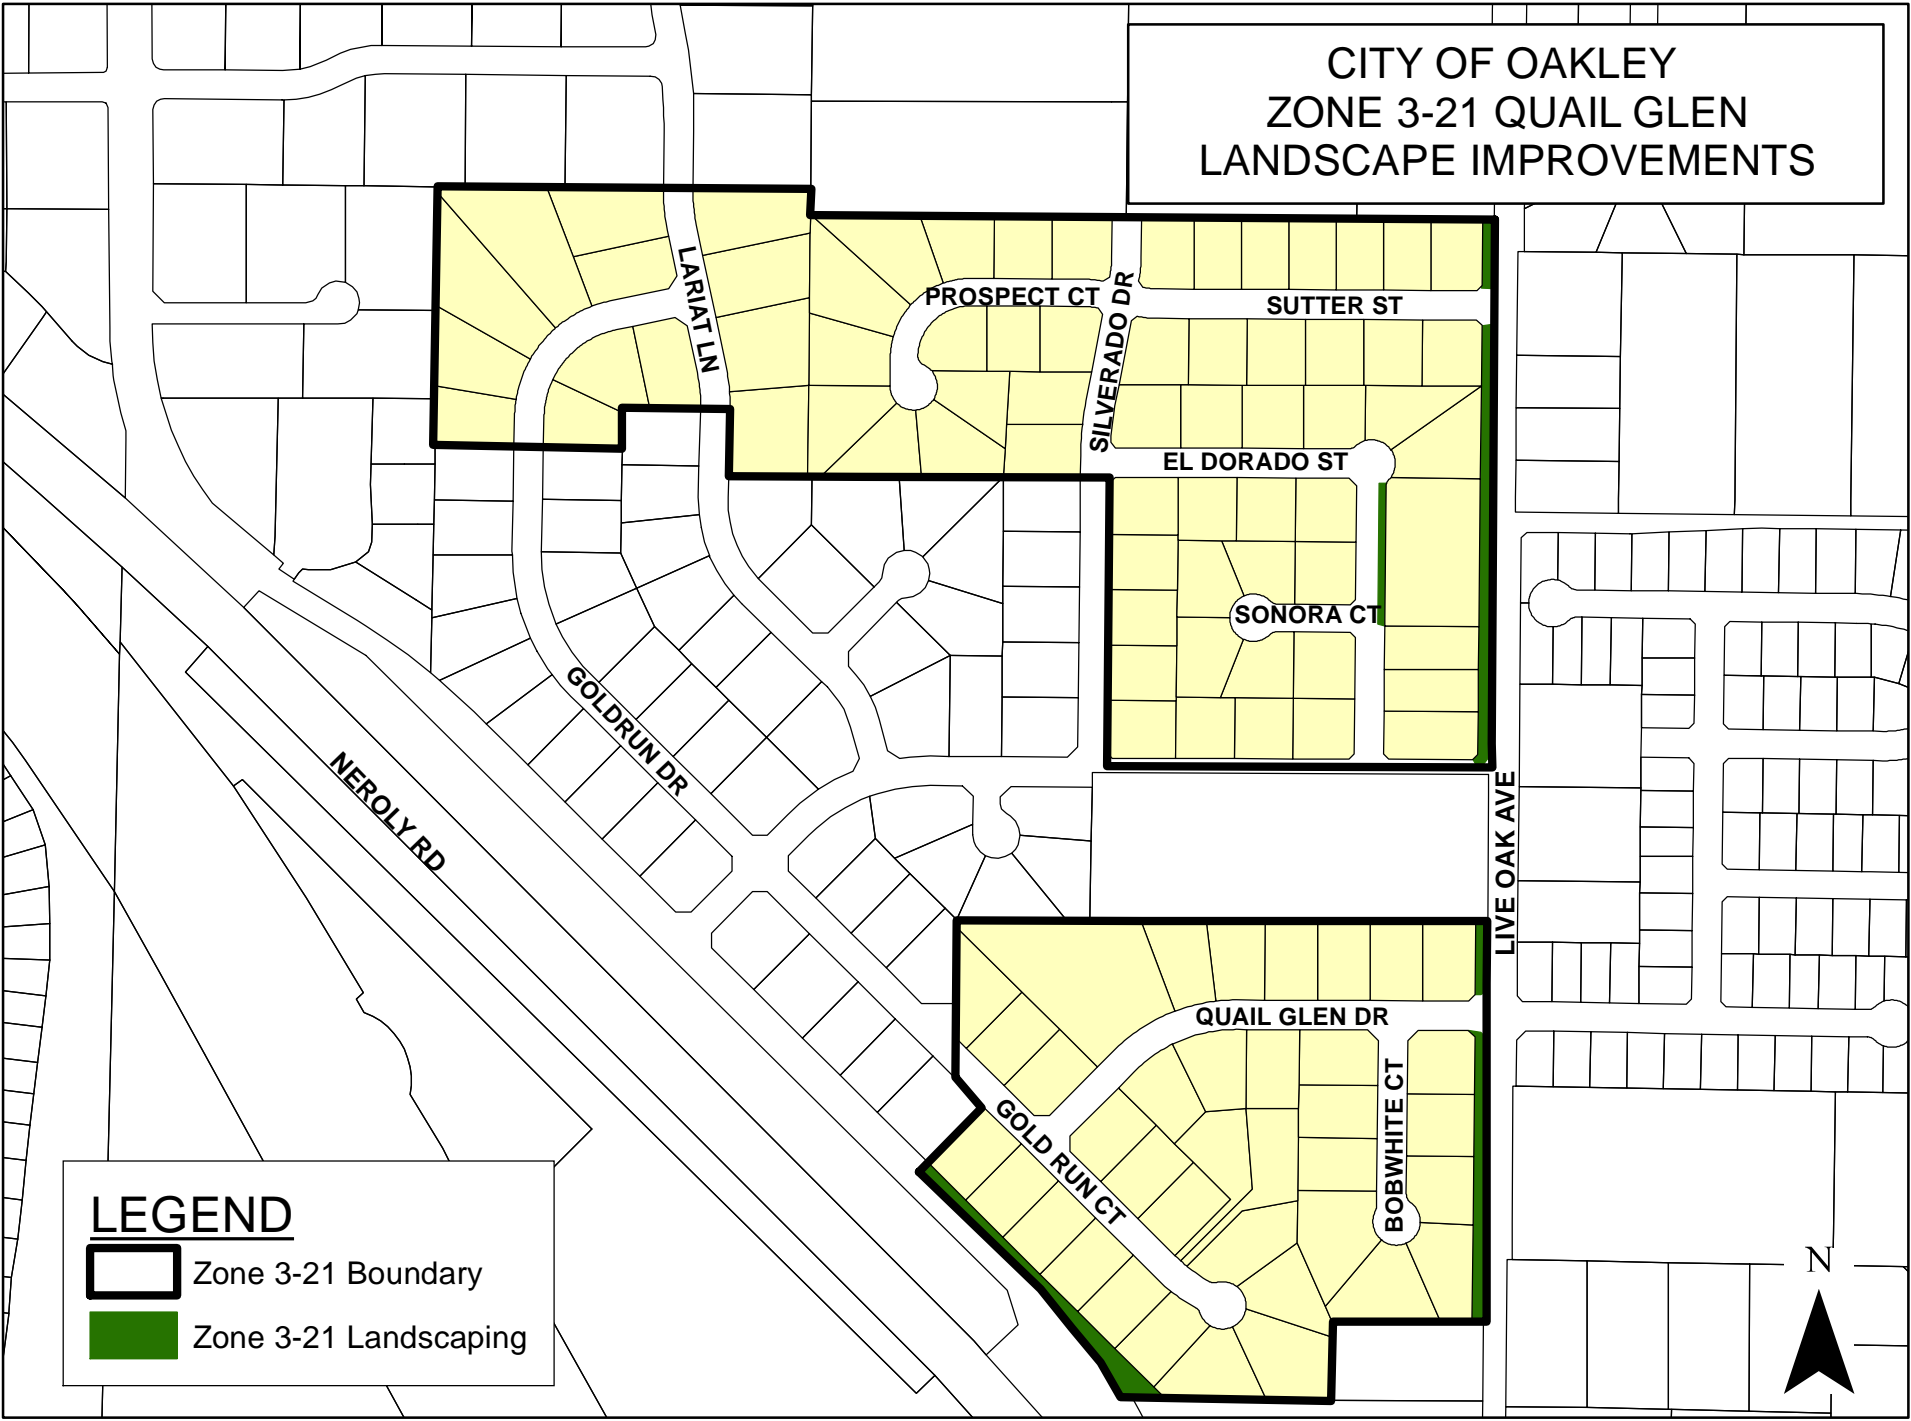 CITY OF OAKLEY
ZONE 3-21 QUAIL GLEN
LANDSCAPE IMPROVEMENTS
LARIAT LN
PROSPECT CT
SILVERADO DR
SUTTER ST
EL DORADO ST
SONORA CT
GOLDRUN DR
NEROLY RD
LIVE OAK AVE
QUAIL GLEN DR
BOBWHITE CT
GOLD RUN CT
LEGEND
Zone 3-21 Boundary
Zone 3-21 Landscaping
N